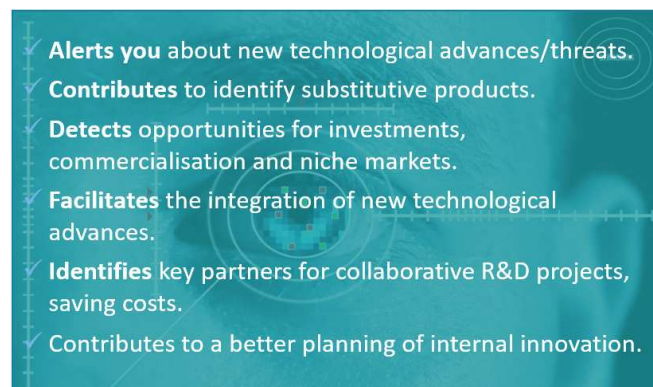 ✓ Alerts you about new technological advances/threats.
✓ Contributes to identify substitutive products.
✓ Detects opportunities for investments,
commercialisation and niche markets.
✓ Facilitates the integration of new technological
advances.
✓ Identifies key partners for collaborative R&D projects,
saving costs.
✓ Contributes to a better planning of internal innovation.